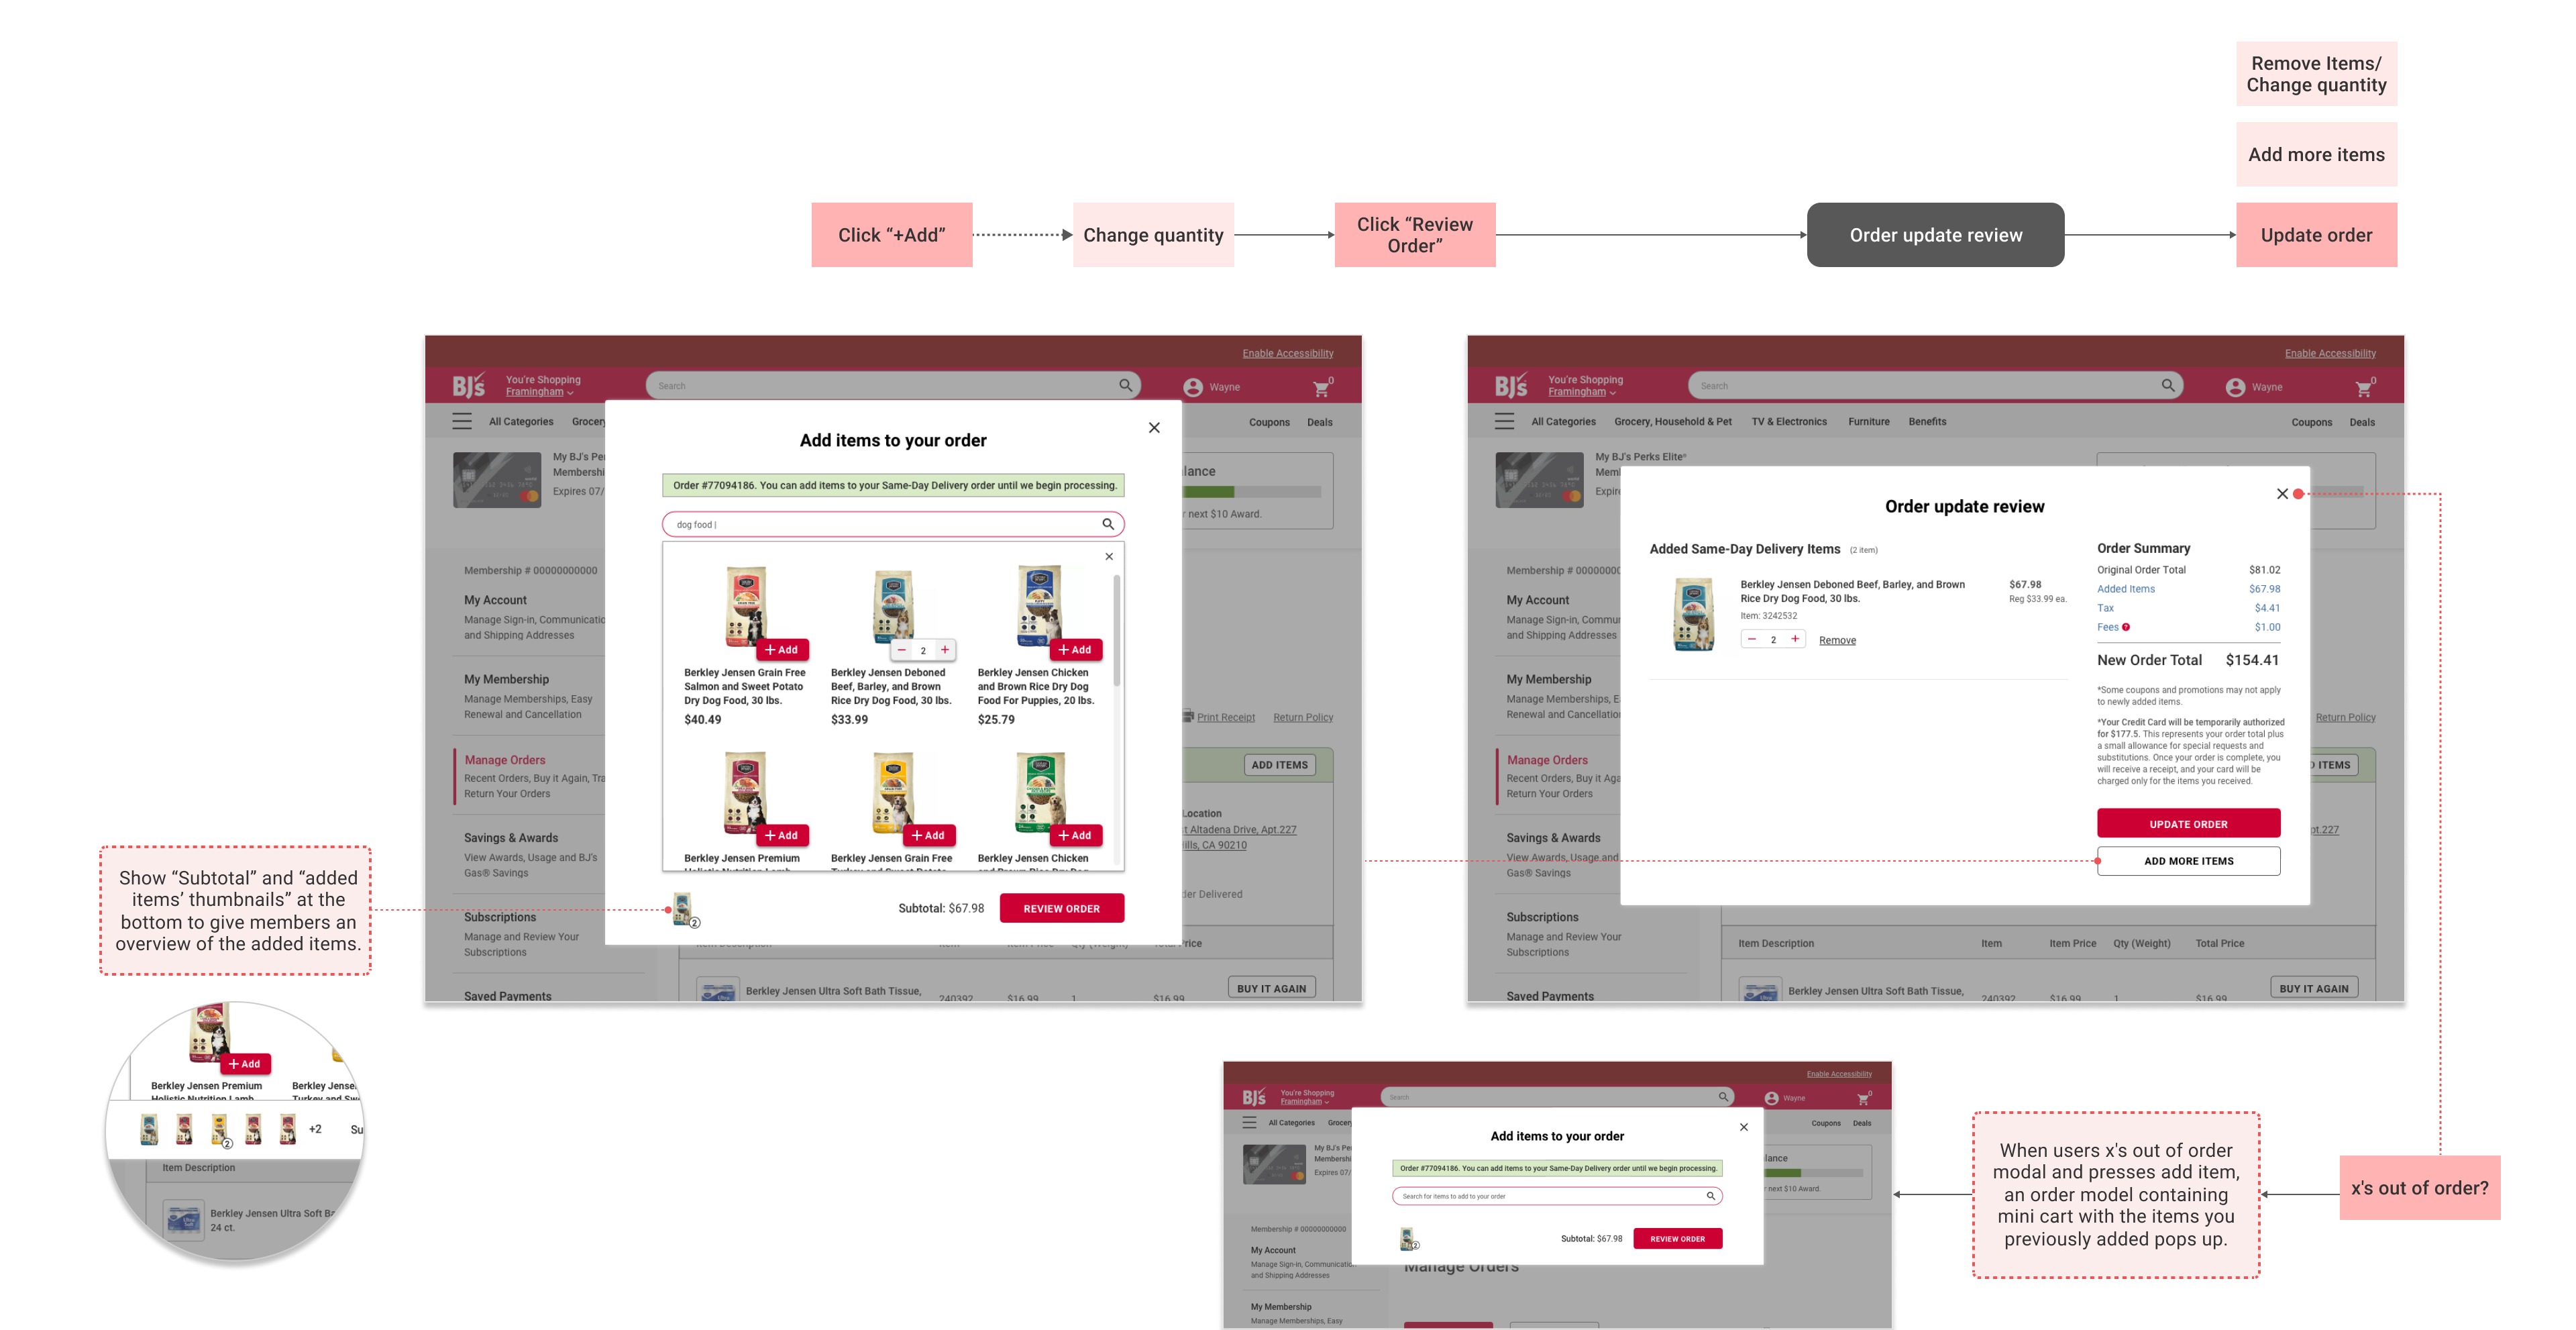 Remove Items/
Change quantity
Add more items
Click “+Add”
Change quantity
Click “Review
Order”
Order update review
Update order
Enable Accessibility
BJ's
You're Shopping
Framingham
Search
Wayne
0
All Categories
Grocery
Coupons
Deals
My BJ's Pe
Membershi
Expires 07/
lance
next $10 Award.
Membership # 00000000000
My Account
Manage Sign-in, Communicatio
and Shipping Addresses
My Membership
Manage Memberships, Easy
Renewal and Cancellation
Manage Orders
Recent Orders, Buy it Again, Tra
Return Your Orders
Savings & Awards
View Awards, Usage and BJ's
Gas® Savings
Subscriptions
Manage and Review Your
Subscriptions
Saved Payments
Print Receipt
Return Policy
ADD ITEMS
Location
t Altadena Drive, Apt.227
ills, CA 90210
der Delivered
rice
Berkley Jensen Ultra Soft Bath Tissue,
240392
$16.99
1
$16.99
BUY IT AGAIN
Add items to your order
Order #77094186. You can add items to your Same-Day Delivery order until we begin processing.
dog food |
+ Add
− 2 +
+ Add
Berkley Jensen Grain Free
Salmon and Sweet Potato
Dry Dog Food, 30 lbs.
$40.49
Berkley Jensen Deboned
Beef, Barley, and Brown
Rice Dry Dog Food, 30 lbs.
$33.99
Berkley Jensen Chicken
and Brown Rice Dry Dog
Food For Puppies, 20 lbs.
$25.79
+ Add
+ Add
+ Add
Berkley Jensen Premium
Holistic Nutrition Lamb
Berkley Jensen Grain Free
Turkey and Sweet Potato
Berkley Jensen Chicken
and Brown Rice Dry Dog
2
Subtotal: $67.98
REVIEW ORDER
Enable Accessibility
BJ's
You're Shopping
Framingham
Search
Wayne
0
All Categories
Grocery, Household & Pet
TV & Electronics
Furniture
Benefits
Coupons
Deals
My BJ's Perks Elite®
Mem
Expire
Membership # 0000000
My Account
Manage Sign-in, Commu
and Shipping Addresses
My Membership
Manage Memberships, E
Renewal and Cancellatio
Manage Orders
Recent Orders, Buy it Aga
Return Your Orders
Savings & Awards
View Awards, Usage and
Gas® Savings
Subscriptions
Manage and Review Your
Subscriptions
Saved Payments
Return Policy
D ITEMS
pt.227
Item Description
Item
Item Price
Qty (Weight)
Total Price
Berkley Jensen Ultra Soft Bath Tissue,
240392
$16.99
1
$16.99
BUY IT AGAIN
Order update review
Added Same-Day Delivery Items (2 item)
Berkley Jensen Deboned Beef, Barley, and Brown
Rice Dry Dog Food, 30 lbs.
Item: 3242532
− 2 +
Remove
$67.98
Reg $33.99 ea.
Order Summary
Original Order Total $81.02
Added Items $67.98
Tax $4.41
Fees ? $1.00
New Order Total $154.41
*Some coupons and promotions may not apply
to newly added items.
*Your Credit Card will be temporarily authorized
for $177.5. This represents your order total plus
a small allowance for special requests and
substitutions. Once your order is complete, you
will receive a receipt, and your card will be
charged only for the items you received.
UPDATE ORDER
ADD MORE ITEMS
Show “Subtotal” and “added
items’ thumbnails” at the
bottom to give members an
overview of the added items.
+ Add
Berkley Jensen Premium
Holistic Nutrition Lamb
Berkley Jense
Turkey and Sw
2
+2
Su
Item Description
Berkley Jensen Ultra Soft Ba
24 ct.
Enable Accessibility
BJ's
You're Shopping
Framingham
Search
Wayne
0
All Categories
Grocery
Coupons
Deals
My BJ's Pe
Membershi
Expires 07/
lance
next $10 Award.
Add items to your order
Order #77094186. You can add items to your Same-Day Delivery order until we begin processing.
Search for items to add to your order
2
Subtotal: $67.98
REVIEW ORDER
Membership # 00000000000
My Account
Manage Sign-in, Communication
and Shipping Addresses
My Membership
Manage Memberships, Easy
Manage Orders
When users x's out of order
modal and presses add item,
an order model containing
mini cart with the items you
previously added pops up.
x's out of order?